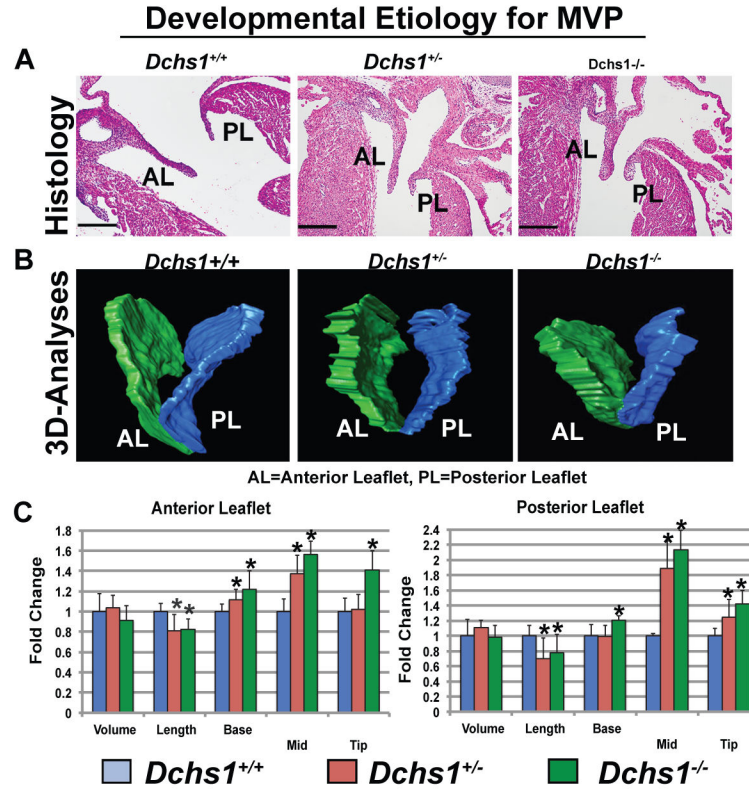 Developmental Etiology for MVP
A
Dchs1+/+
Dchs1+/-
Dchs1-/-
Histology
AL
PL
AL
PL
AL
PL
B
Dchs1+/+
Dchs1+/-
Dchs1-/-
3D-Analyses
AL
PL
AL
PL
AL
PL
AL=Anterior Leaflet, PL=Posterior Leaflet
C
Anterior Leaflet
Posterior Leaflet
Fold Change
1.8
1.6
1.4
1.2
1
0.8
0.6
0.4
0.2
0
* * * * * * *
Volume Length Base Mid Tip
Fold Change
2.4
2.2
2
1.8
1.6
1.4
1.2
1
0.8
0.6
0.4
0.2
0
* * * * * * *
Volume Length Base Mid Tip
Dchs1+/+ Dchs1+/- Dchs1-/-